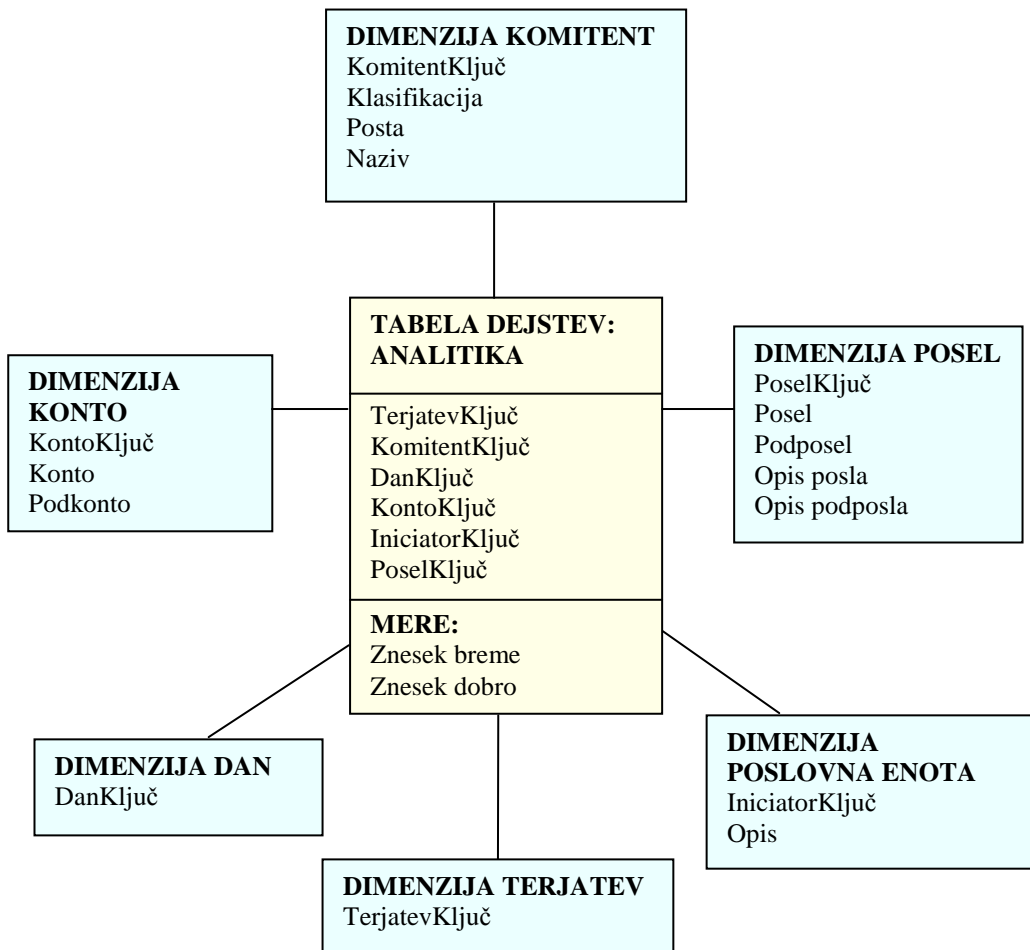 DIMENZIJA KOMITENT
KomitentKljuč
Klasifikacija
Posta
Naziv
TABELA DEJSTEV:
ANALITIKA
TerjatevKljuč
KomitentKljuč
DanKljuč
KontoKljuč
IniciatorKljuč
PoselKljuč
MERE:
Znesek breme
Znesek dobro
DIMENZIJA
KONTO
KontoKljuč
Konto
Podkonto
DIMENZIJA POSEL
PoselKljuč
Posel
Podposel
Opis posla
Opis podposla
DIMENZIJA DAN
DanKljuč
DIMENZIJA
POSLOVNA ENOTA
IniciatorKljuč
Opis
DIMENZIJA TERJATEV
TerjatevKljuč